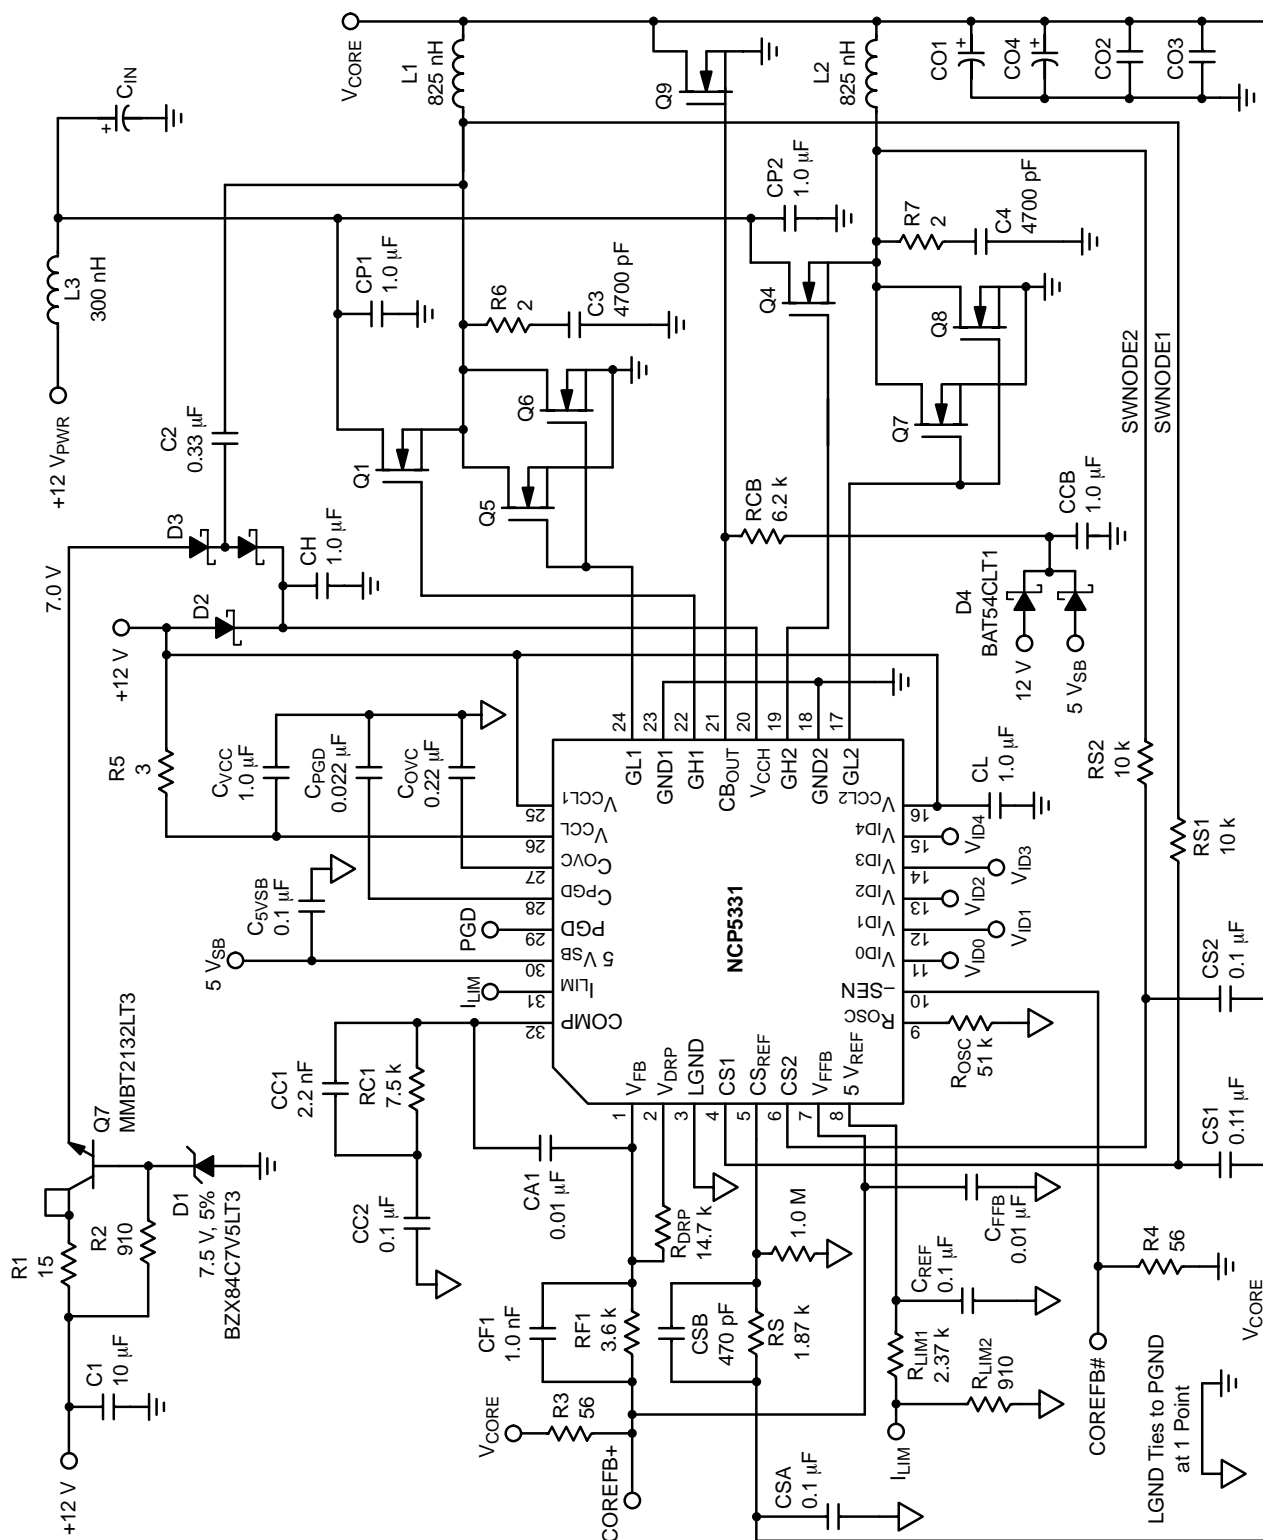 +12 V
C1
10 µF
R1
15
R2
910
D1
7.5 V, 5%
BZX84C7V5LT3
Q7
MMBT2132LT3
7.0 V
D3
C2
0.33 µF
+12 VPWR
L3
300 nH
CIN
+
VCORE
L1
825 nH
+12 V
D2
CH
1.0 µF
CP1
1.0 µF
R5
3
5 VSB
C5VSB
0.1 µF
CVCC
1.0 µF
CPGD
0.022 µF
COVC
0.22 µF
Q1
R6
2
C3
4700 pF
Q5
Q6
Q9
CP2
1.0 µF
Q4
L2
825 nH
R7
2
C4
4700 pF
Q7
Q8
CO1
+
CO4
+
CO2
CO3
CC1
2.2 nF
RC1
7.5 k
CC2
0.1 µF
CA1
0.01 µF
ILIM
PGD
32
31
30
29
28
27
26
25
COMP
ILIM
5 VSB
PGD
CPGD
COVC
VCCL
VCCL1
NCP5331
1
2
3
4
5
6
7
8
VFB
VDRP
LGND
CS1
CSREF
CS2
VFFB
5 VREF
24
23
22
21
20
19
18
17
GL1
GND1
GH1
CBOUT
VCCH
GH2
GND2
GL2
ROSC
–SEN
VID0
VID1
VID2
VID3
VID4
VCCL2
9
10
11
12
13
14
15
16
VID0
VID1
VID2
VID3
VID4
ROSC
51 k
CL
1.0 µF
RCB
6.2 k
D4
BAT54CLT1
12 V
5 VSB
CCB
1.0 µF
SWNODE2
SWNODE1
RS2
10 k
RS1
10 k
CS2
0.1 µF
CS1
0.11 µF
VCORE
R3
56
COREFB+
CF1
1.0 nF
RF1
3.6 k
RDRP
14.7 k
CSB
470 pF
RS
1.87 k
1.0 M
CSA
0.1 µF
ILIM
RLIM1
2.37 k
RLIM2
910
CREF
0.1 µF
CFFB
0.01 µF
COREFB#
R4
56
LGND Ties to PGND
at 1 Point
VCORE